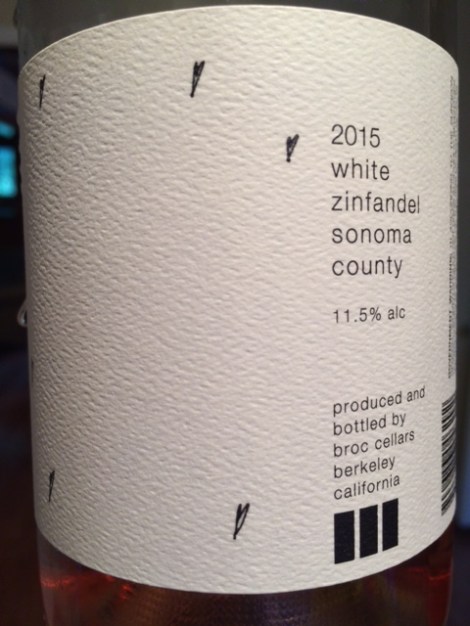 2015
white
zinfandel
sonoma
county
11.5% alc
produced and
bottled by
broc cellars
berkeley
california